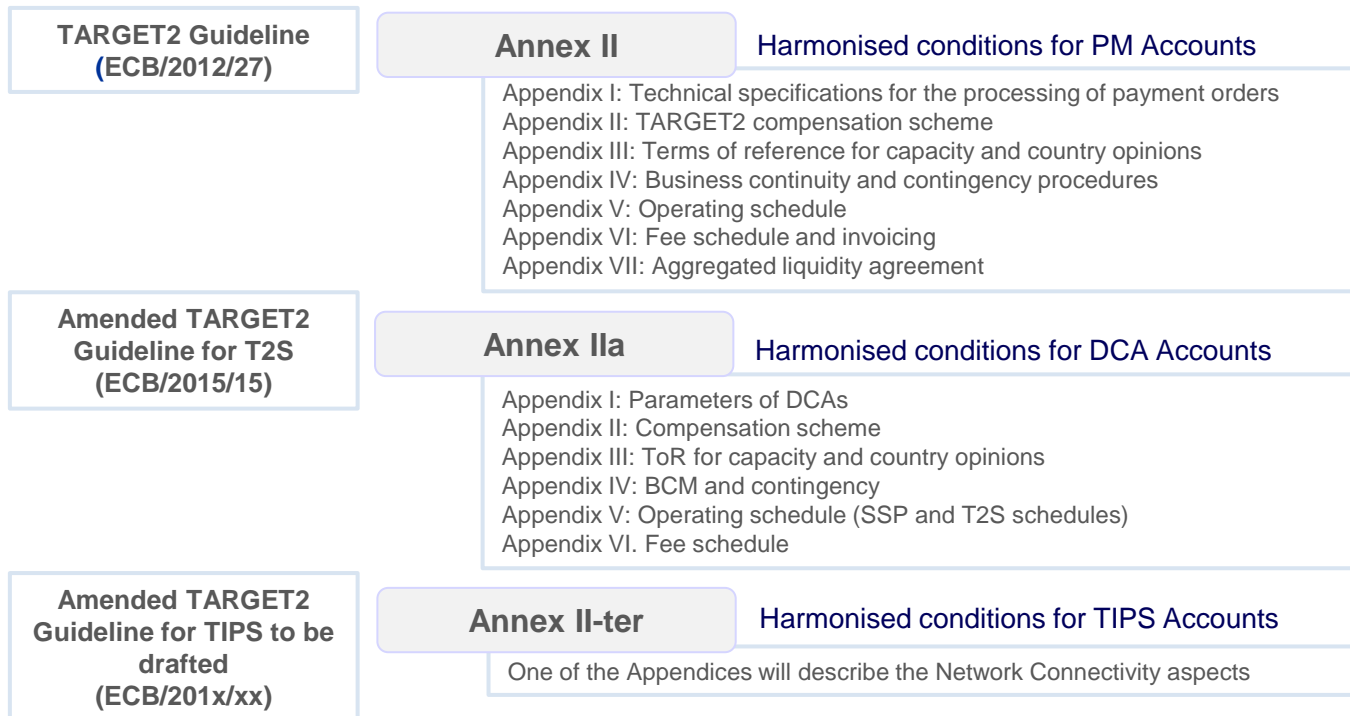 TARGET2 Guideline
(ECB/2012/27)
Annex II
Harmonised conditions for PM Accounts
Appendix I: Technical specifications for the processing of payment orders
Appendix II: TARGET2 compensation scheme
Appendix III: Terms of reference for capacity and country opinions
Appendix IV: Business continuity and contingency procedures
Appendix V: Operating schedule
Appendix VI: Fee schedule and invoicing
Appendix VII: Aggregated liquidity agreement
Amended TARGET2
Guideline for T2S
(ECB/2015/15)
Annex IIa
Harmonised conditions for DCA Accounts
Appendix I: Parameters of DCAs
Appendix II: Compensation scheme
Appendix III: ToR for capacity and country opinions
Appendix IV: BCM and contingency
Appendix V: Operating schedule (SSP and T2S schedules)
Appendix VI. Fee schedule
Amended TARGET2
Guideline for TIPS to be
drafted
(ECB/201x/xx)
Annex II-ter
Harmonised conditions for TIPS Accounts
One of the Appendices will describe the Network Connectivity aspects